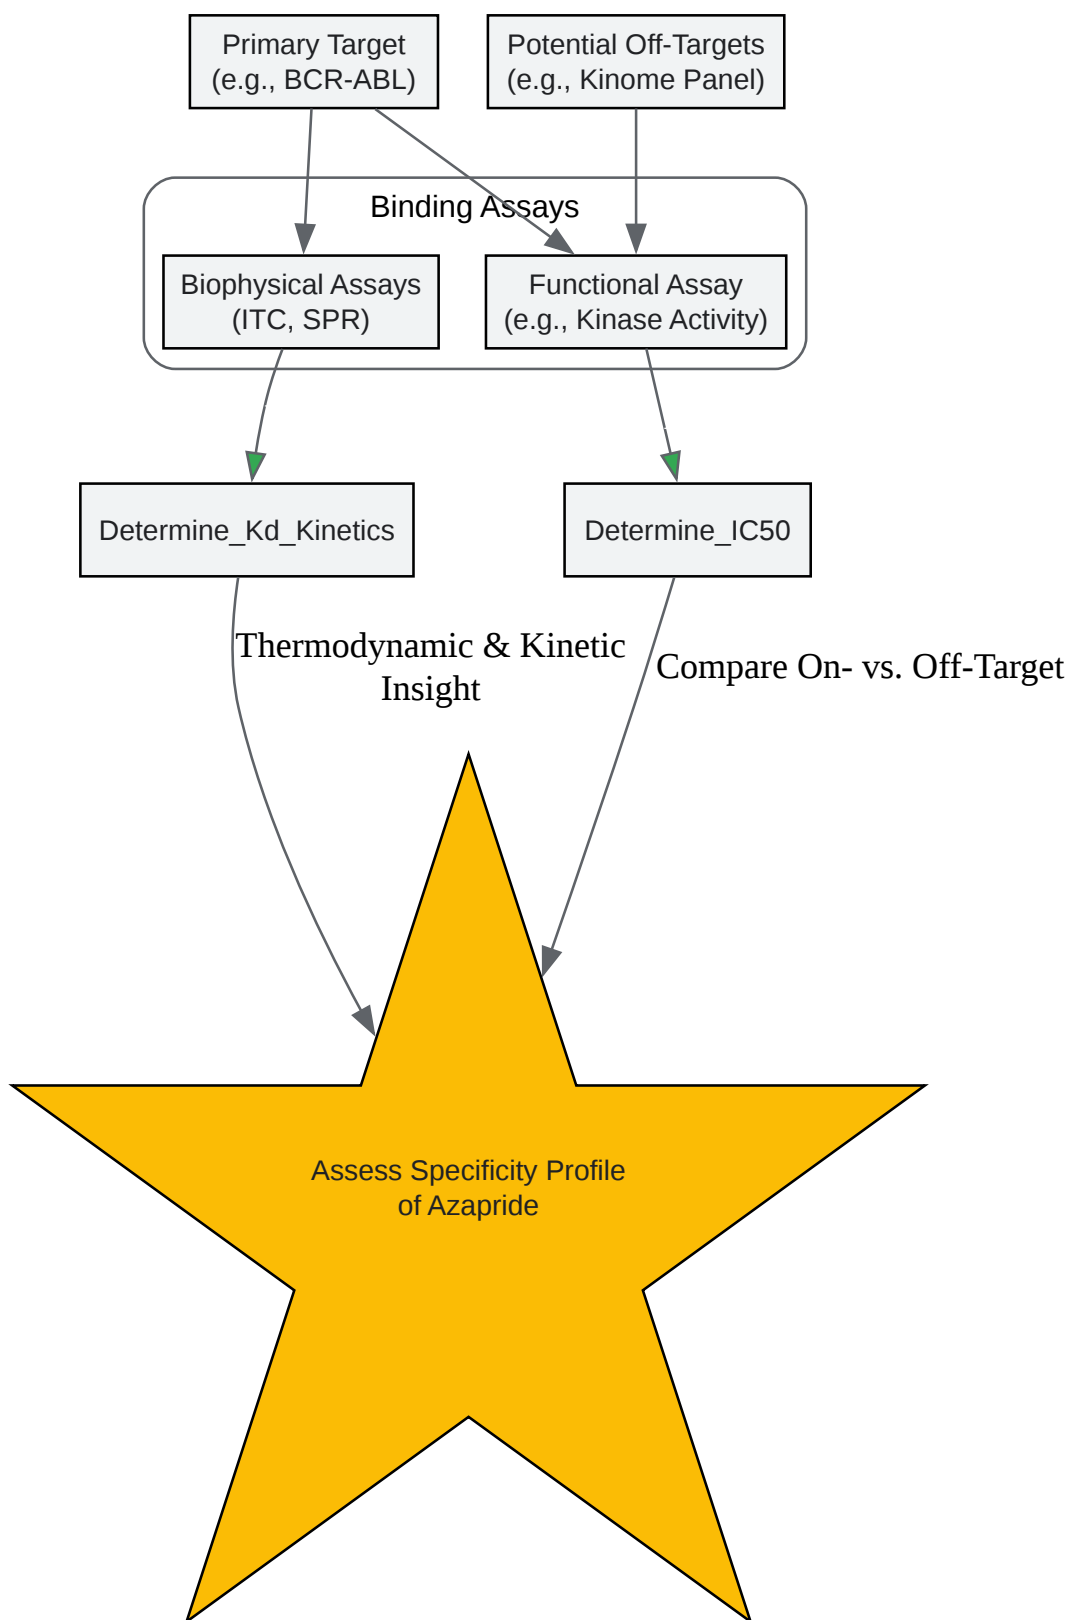 Primary Target
(e.g., BCR-ABL)
Potential Off-Targets
(e.g., Kinome Panel)
Binding Assays
Biophysical Assays
(ITC, SPR)
Functional Assay
(e.g., Kinase Activity)
Determine_Kd_Kinetics
Determine_IC50
Thermodynamic & Kinetic
Insight
Compare On- vs. Off-Target
Assess Specificity Profile
of Azapride